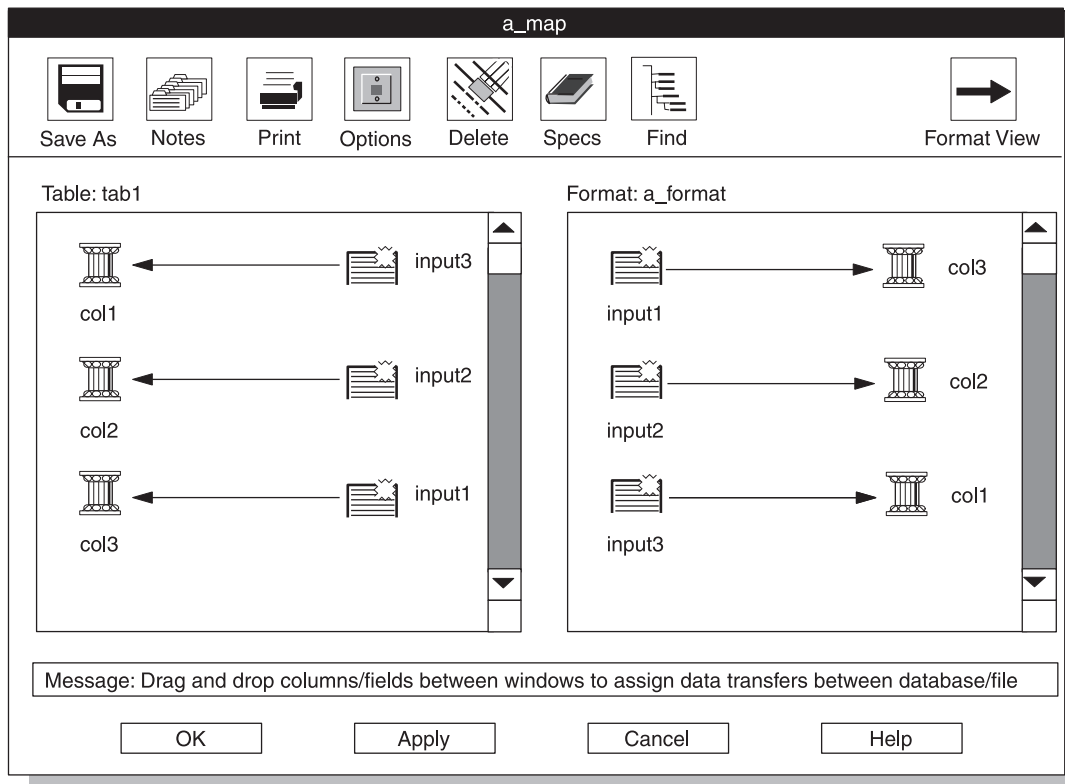 a_map
Save As Notes Print Options Delete Specs Find Format View
Table: tab1
col1 input3
col2 input2
col3 input1
Format: a_format
input1 col3
input2 col2
input3 col1
Message: Drag and drop columns/fields between windows to assign data transfers between database/file
OK Apply Cancel Help